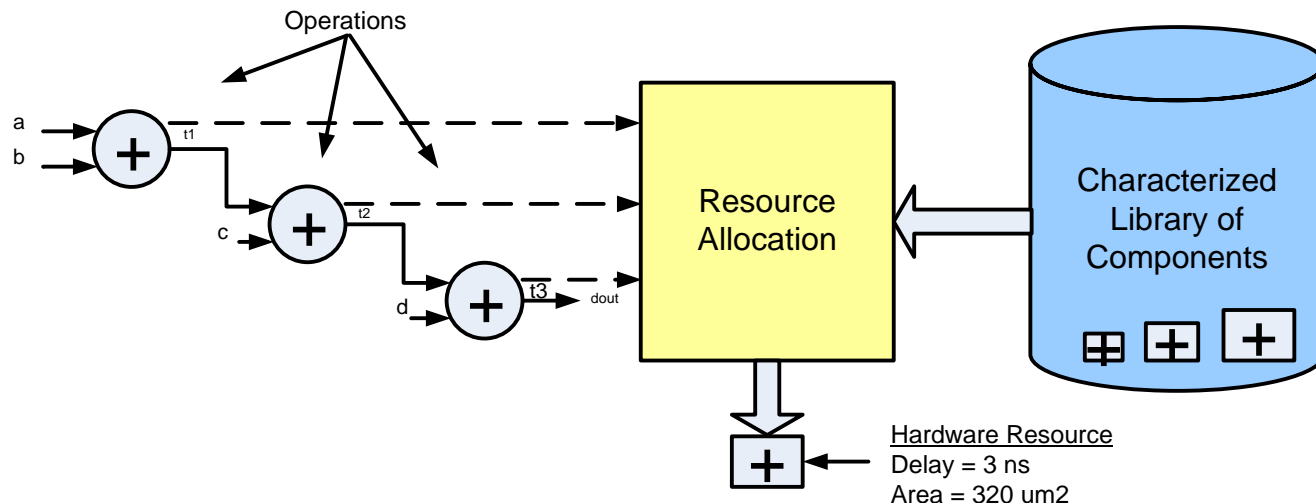 Operations
a
b
+
t1
c
+
t2
d
+
t3
dout
Resource
Allocation
Characterized
Library of
Components
+
+
+
+
Hardware Resource
Delay = 3 ns
Area = 320 um2